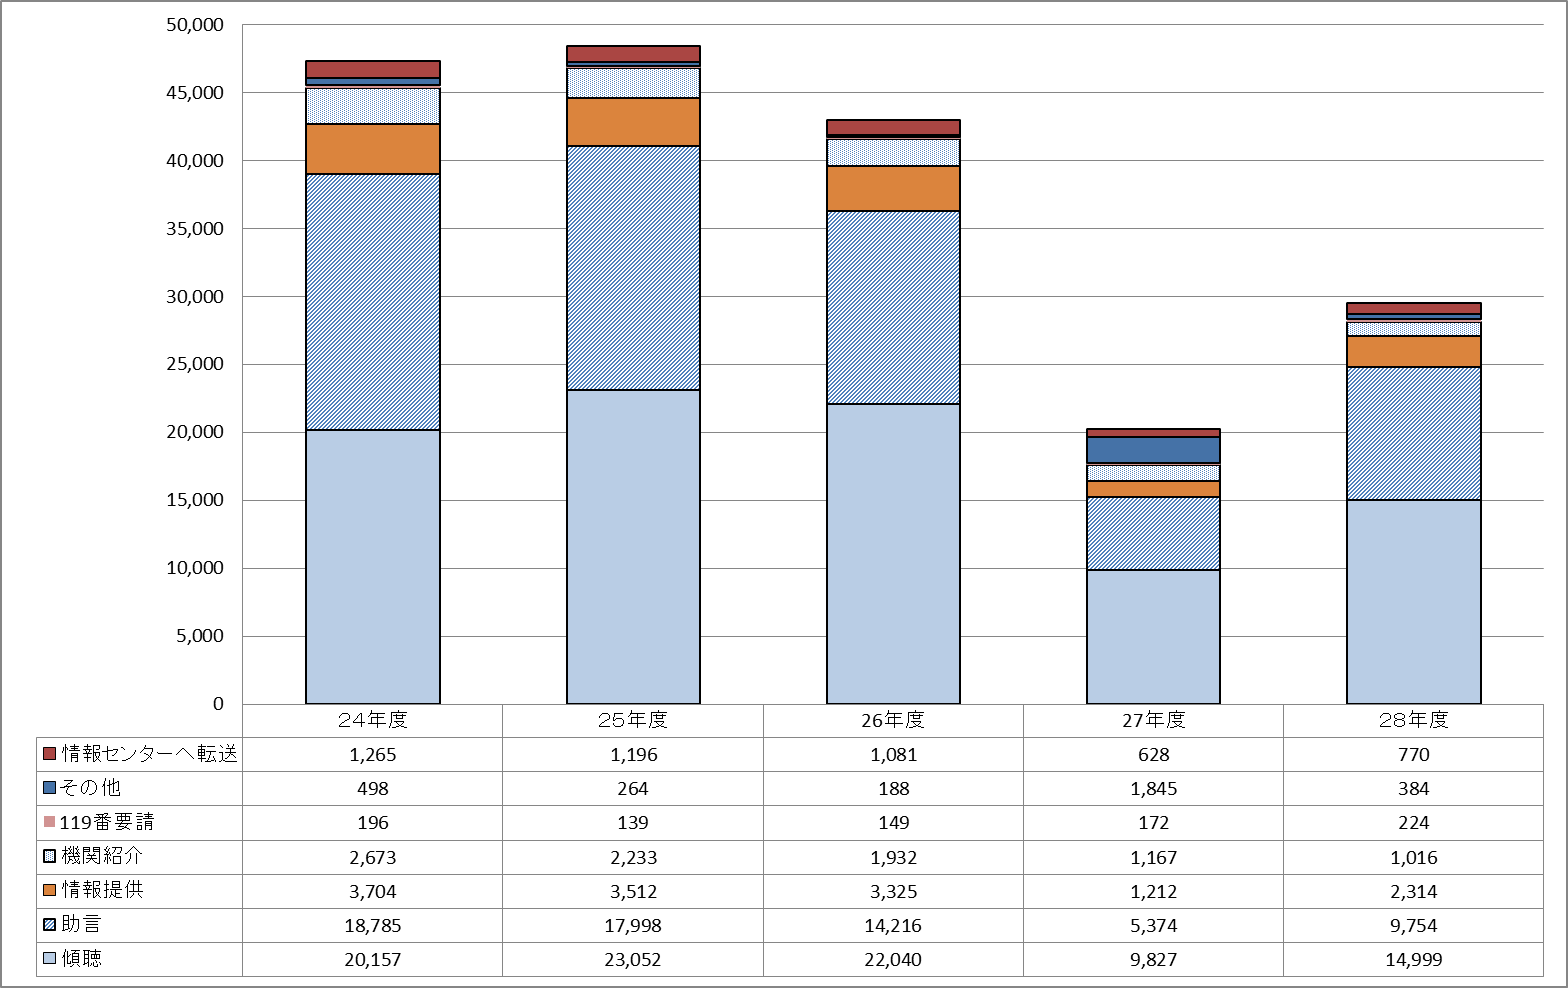 50,000
45,000
40,000
35,000
30,000
25,000
20,000
15,000
10,000
5,000
0
24年度 25年度 26年度 27年度 28年度
情報センターへ転送 1,265 1,196 1,081 628 770
その他 498 264 188 1,845 384
119番要請 196 139 149 172 224
機関紹介 2,673 2,233 1,932 1,167 1,016
情報提供 3,704 3,512 3,325 1,212 2,314
助言 18,785 17,998 14,216 5,374 9,754
傾聴 20,157 23,052 22,040 9,827 14,999